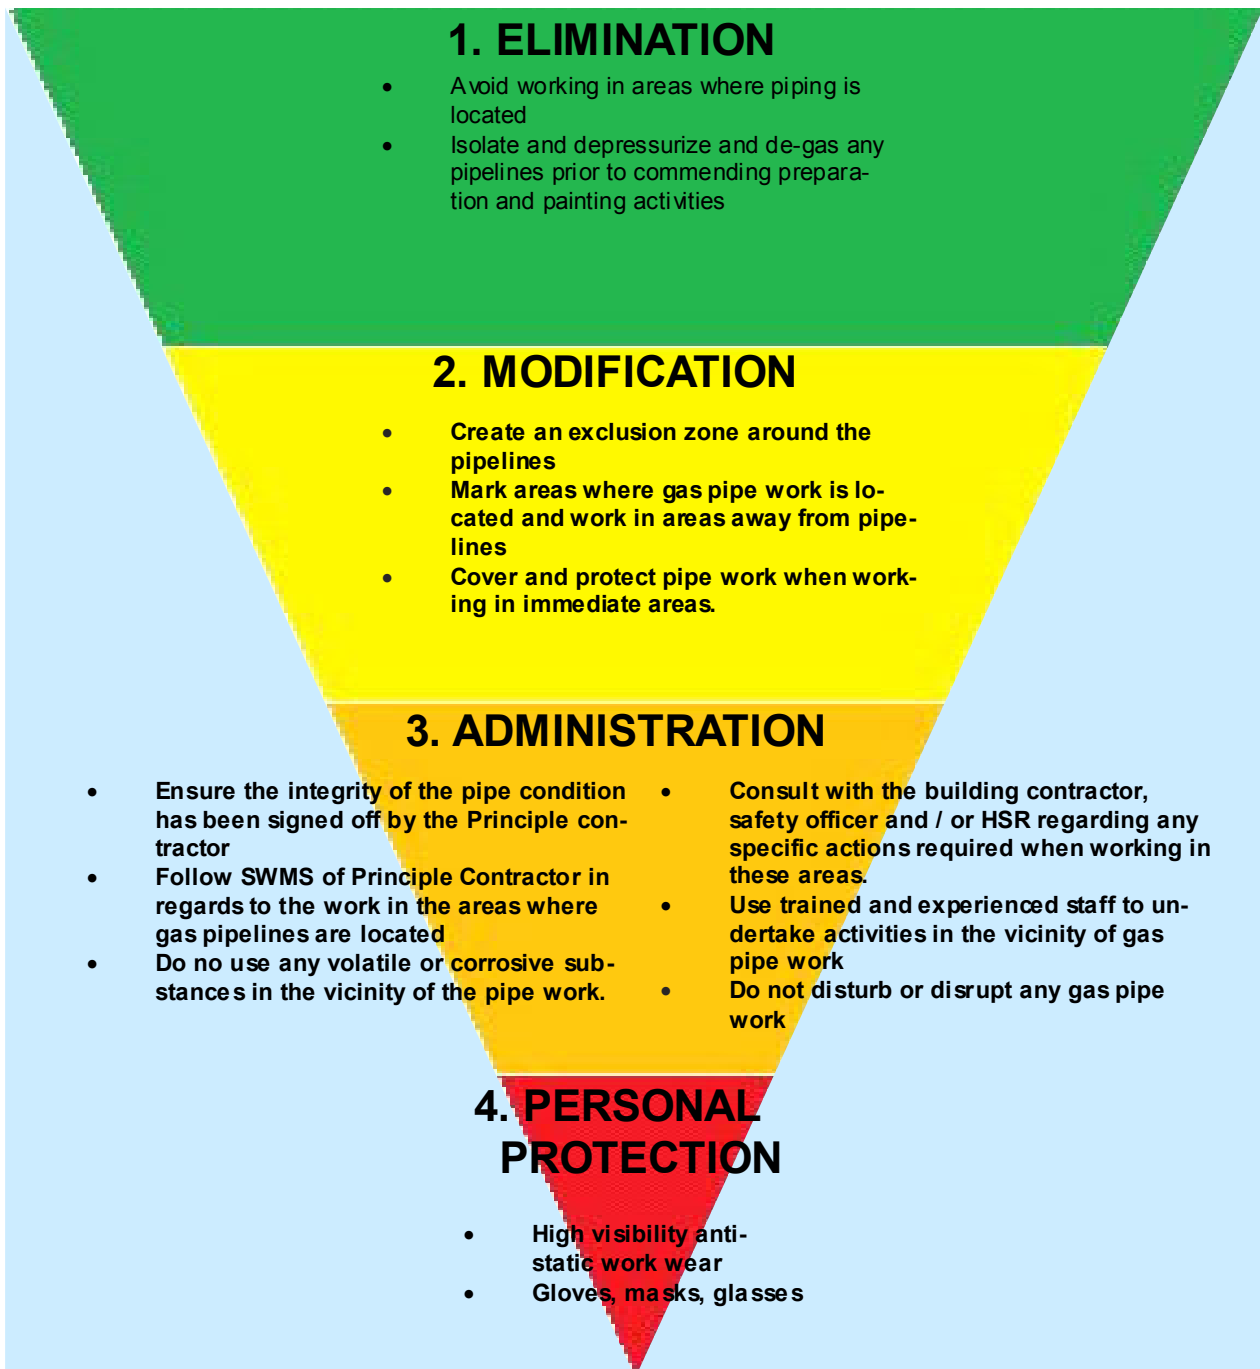 1. ELIMINATION
• Avoid working in areas where piping is
located
• Isolate and depressurize and de-gas any
pipelines prior to commending prepara-
tion and painting activities
2. MODIFICATION
• Create an exclusion zone around the
pipelines
• Mark areas where gas pipe work is lo-
cated and work in areas away from pipe-
lines
• Cover and protect pipe work when work-
ing in immediate areas.
3. ADMINISTRATION
• Ensure the integrity of the pipe condition
has been signed off by the Principle con-
tractor
• Follow SWMS of Principle Contractor in
regards to the work in the areas where
gas pipelines are located
• Do no use any volatile or corrosive sub-
stances in the vicinity of the pipe work.
• Consult with the building contractor,
safety officer and / or HSR regarding any
specific actions required when working in
these areas.
• Use trained and experienced staff to un-
dertake activities in the vicinity of gas
pipe work
• Do not disturb or disrupt any gas pipe
work
4. PERSONAL
PROTECTION
• High visibility anti-
static work wear
• Gloves, masks, glasses